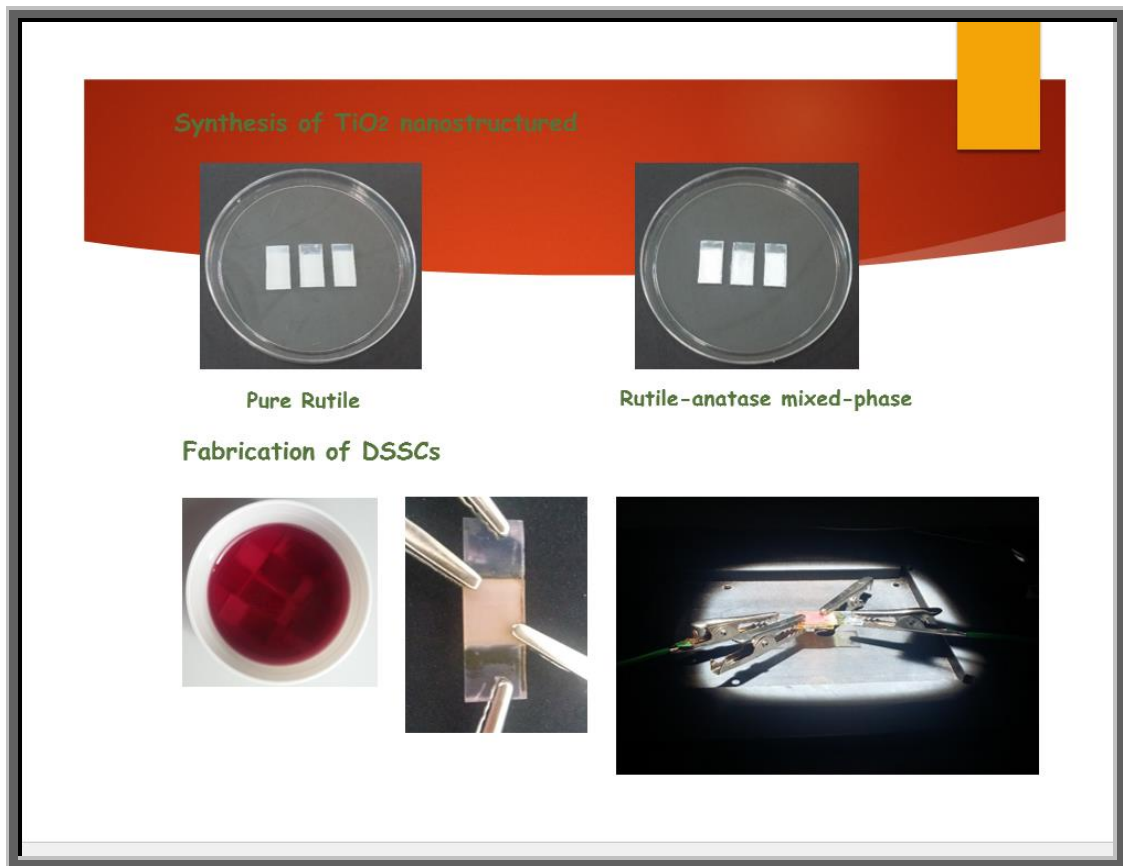 Synthesis of TiO2 nanostructured
Pure Rutile
Rutile-anatase mixed-phase
Fabrication of DSSCs